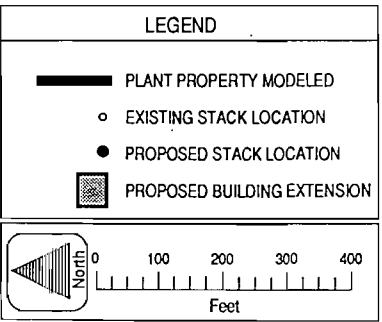 LEGEND
PLANT PROPERTY MODELED
EXISTING STACK LOCATION
PROPOSED STACK LOCATION
PROPOSED BUILDING EXTENSION
North
0 100 200 300 400
Feet